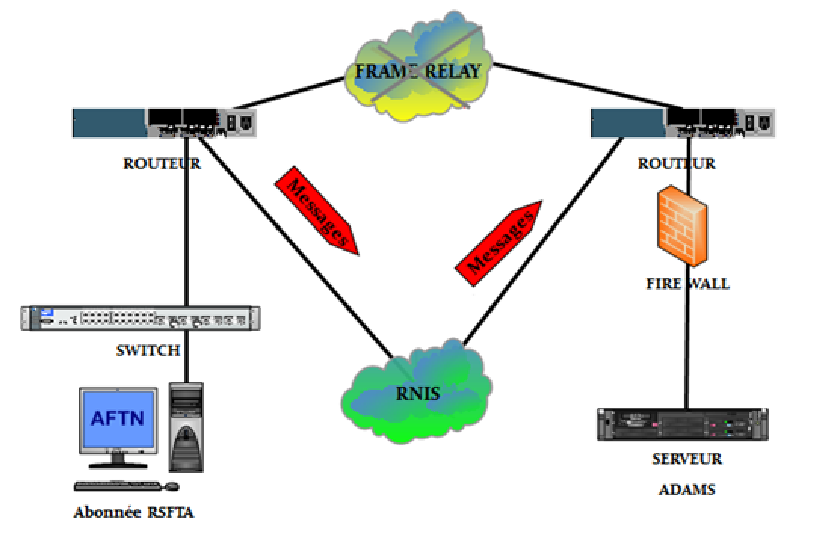 FRAME RELAY
ROUTEUR
ROUTEUR
Messages
Messages
FIRE WALL
SWITCH
RNIS
AFTN
SERVEUR
ADAMS
Abonnée RSFTA